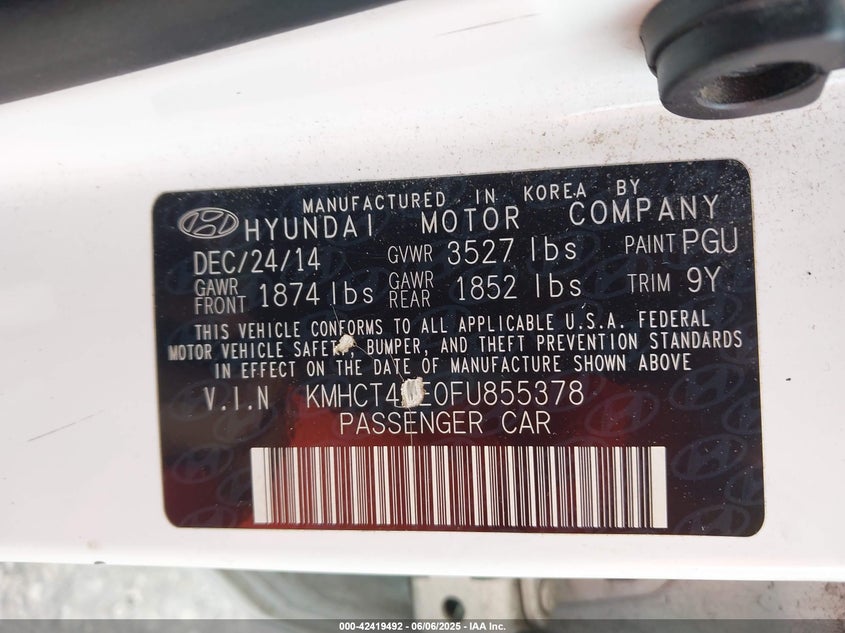 MANUFACTURED IN KOREA BY
HYUNDAI MOTOR COMPANY
DEC/24/14 GVWR 3527 lbs PAINT PGU
GAWR FRONT 1874 lbs GAWR REAR 1852 lbs TRIM 9Y
THIS VEHICLE CONFORMS TO ALL APPLICABLE U.S.A. FEDERAL
MOTOR VEHICLE SAFETY, BUMPER, AND THEFT PREVENTION STANDARDS
IN EFFECT ON THE DATE OF MANUFACTURE SHOWN ABOVE
V.I.N
PASSENGER CAR
000-42419492 - 06/06/2025 - IAA Inc.